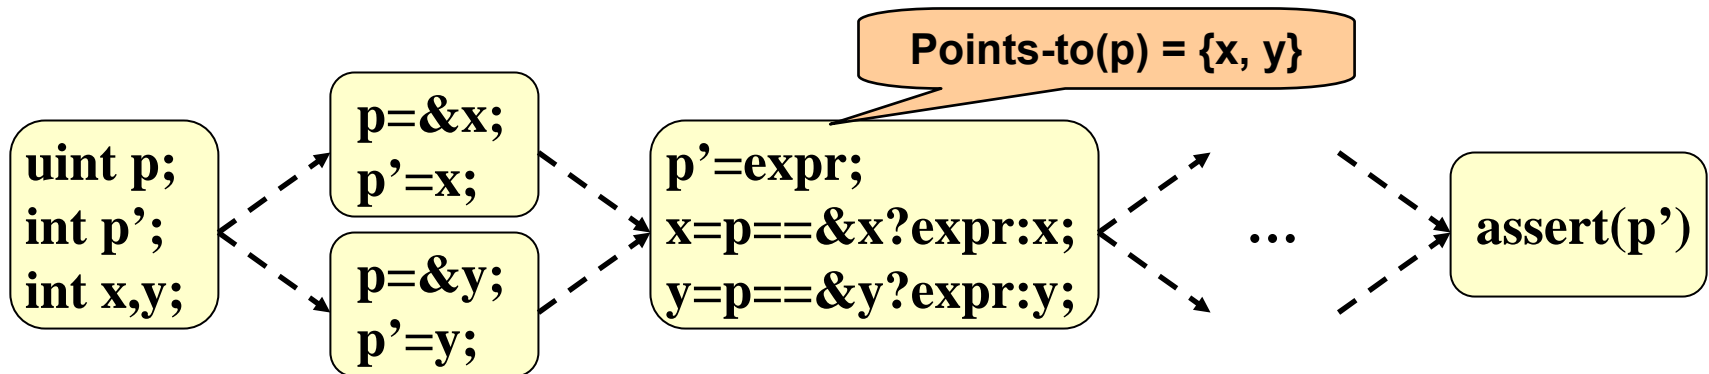 Points-to(p) = {x, y}
uint p;
int p’;
int x,y;
p=&x;
p’=x;
p=&y;
p’=y;
p’=expr;
x=p==&x?expr:x;
y=p==&y?expr:y;
...
assert(p’)